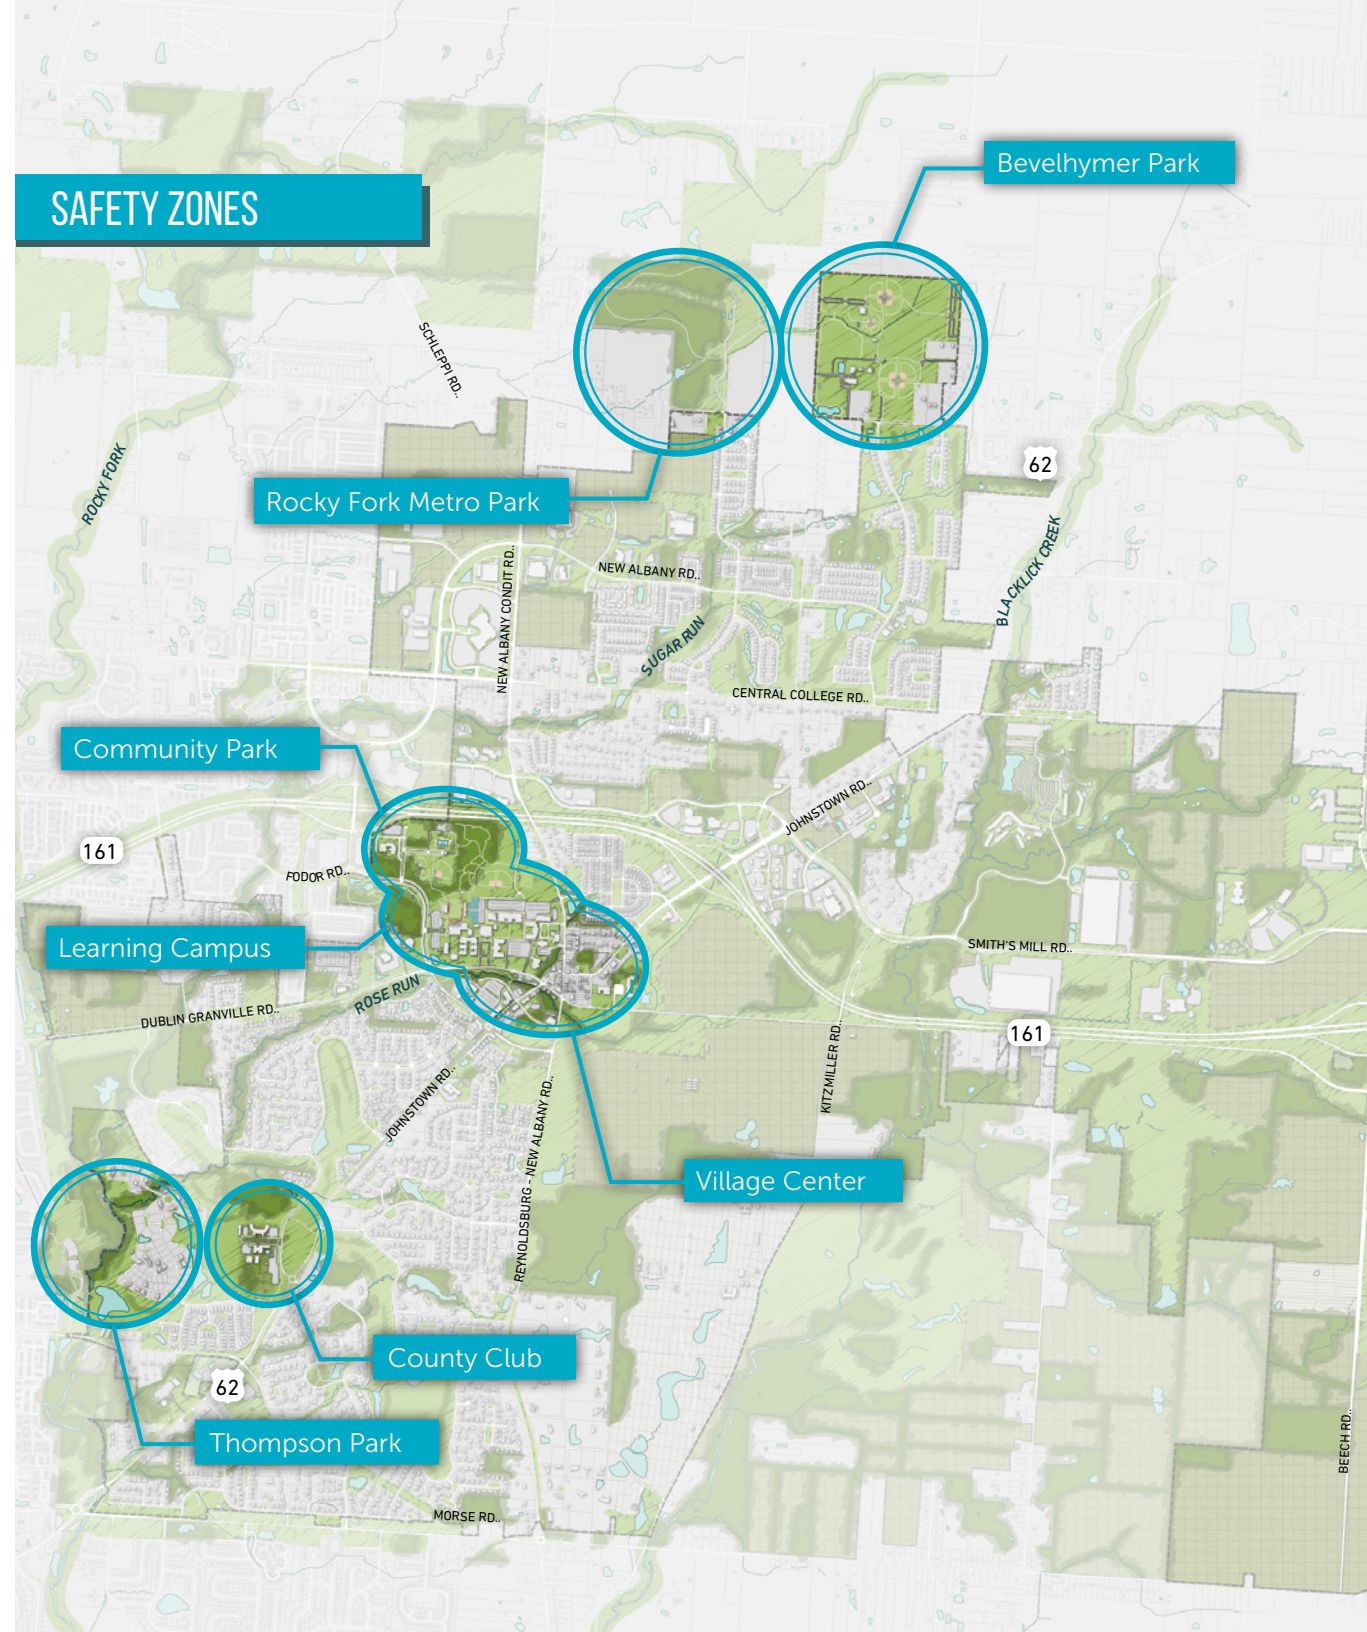 Bevelhymer Park
SAFETY ZONES
SCHLEPPI RD..
ROCKY FORK
62
Rocky Fork Metro Park
BLACKLICK CREEK
NEW ALBANY CONDIT RD..
NEW ALBANY RD..
SUGAR RUN
CENTRAL COLLEGE RD..
Community Park
JOHNSTOWN RD..
161
FODOR RD..
Learning Campus
SMITH'S MILL RD..
ROSE RUN
DUBLIN GRANVILLE RD..
161
KITZMILLER RD..
JOHNSTOWN RD..
REYNOLDSBURG - NEW ALBANY RD..
Village Center
County Club
62
Thompson Park
BEECH RD..
MORSE RD..